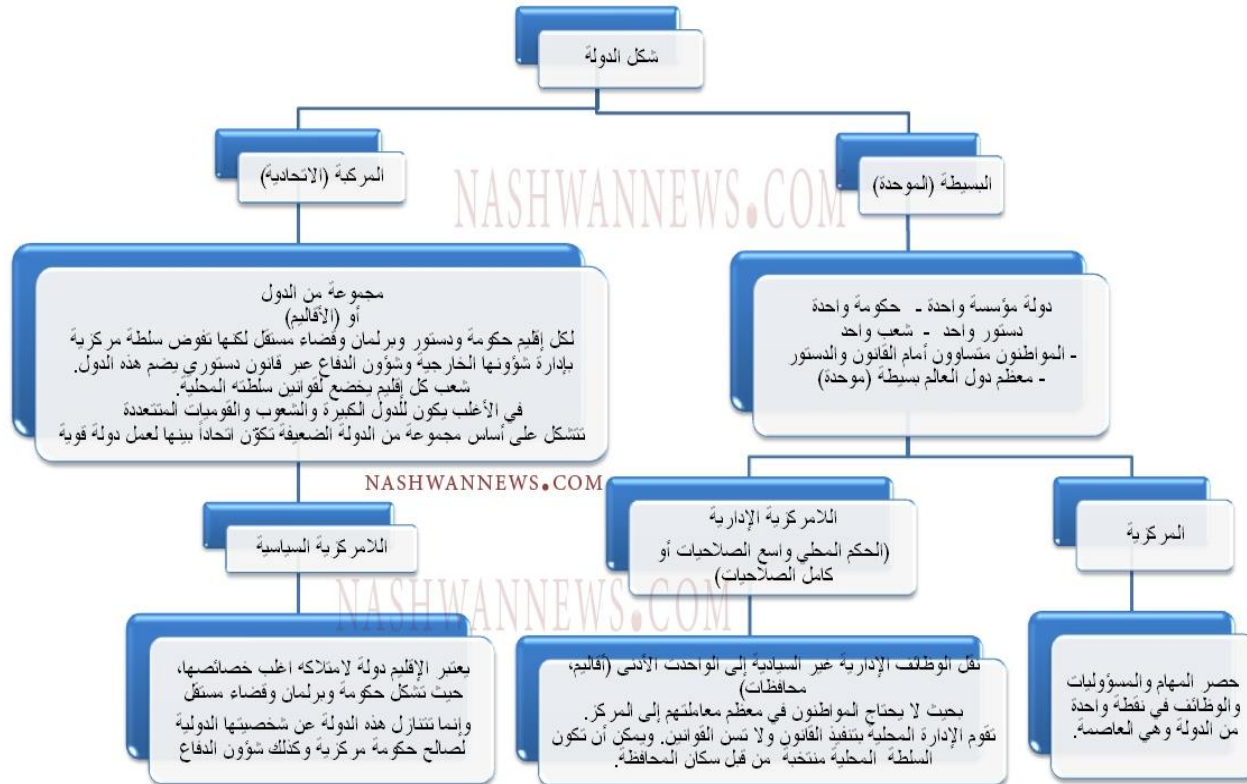 شكل الدولة
البسيطة (الموحدة)
المركبة (الاتحادية)
NASHWANNEWS.COM
دولة مؤسسة واحدة - حكومة واحدة
دستور واحد - شعب واحد
- المواطنون متساوون أمام القانون والدستور
- معظم دول العالم بسيطة (موحدة)
مجموعة من الدول
أو (الأقاليم)
لكل إقليم حكومة ودستور وبرلمان وقضاء مستقل لكنها تفوض سلطة مركزية
بإدارة شؤونها الخارجية وشؤون الدفاع عبر قانون دستوري يضم هذه الدول.
شعب كل إقليم يخضع لقوانين سلطته المحلية.
في الأغلب يكون للدول الكبيرة والشعوب والقوميات المتعددة
تتشكل على أساس مجموعة من الدولة الضعيفة تكوّن اتحاداً بينها لعمل دولة قوية
NASHWANNEWS.COM
المركزية
اللامركزية الإدارية
(الحكم المحلي واسع الصلاحيات أو
كامل الصلاحيات)
اللامركزية السياسية
NASHWANNEWS.COM
حصر المهام والمسؤوليات
والوظائف في نقطة واحدة
من الدولة وهي العاصمة.
نقل الوظائف الإدارية غير السيادية إلى الواحدت الأدنى (أقاليم،
محافظات)
بحيث لا يحتاج المواطنون في معظم معاملتهم إلى المركز.
تقوم الإدارة المحلية بتنفيذ القانون ولا تسن القوانين. ويمكن أن تكون
السلطة المحلية منتخبة من قبل سكان المحافظة.
يعتبر الإقليم دولة لامتلاكه اغلب خصائصها،
حيث تشكل حكومة وبرلمان وقضاء مستقل
وإنما تتنازل هذه الدولة عن شخصيتها الدولية
لصالح حكومة مركزية وكذلك شؤون الدفاع